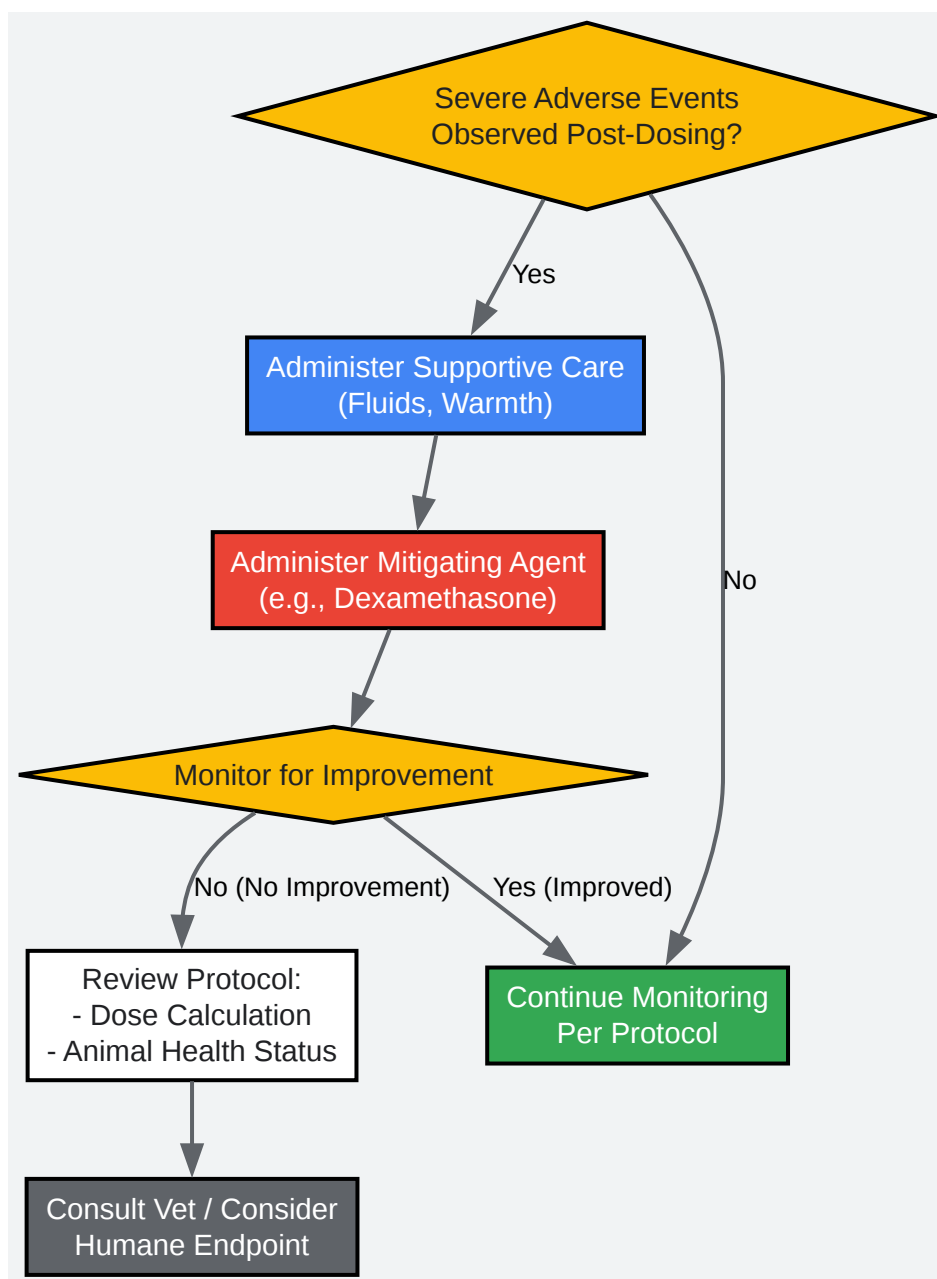 Severe Adverse Events
Observed Post-Dosing?
Yes
Administer Supportive Care
(Fluids, Warmth)
Administer Mitigating Agent
(e.g., Dexamethasone)
No
Monitor for Improvement
No (No Improvement)
Yes (Improved)
Review Protocol:
- Dose Calculation
- Animal Health Status
Continue Monitoring
Per Protocol
Consult Vet / Consider
Humane Endpoint